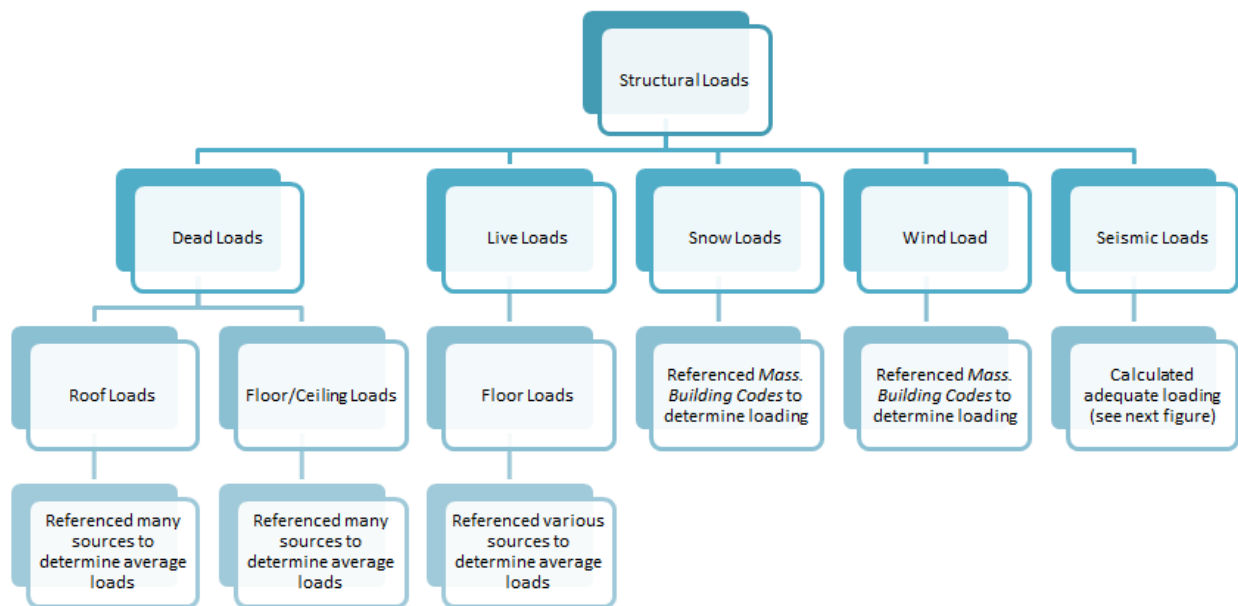 Structural Loads
Dead Loads
Live Loads
Snow Loads
Wind Load
Seismic Loads
Roof Loads
Floor/Ceiling Loads
Floor Loads
Referenced Mass.
Building Codes to
determine loading
Referenced Mass.
Building Codes to
determine loading
Calculated
adequate loading
(see next figure)
Referenced many
sources to
determine average
loads
Referenced many
sources to
determine average
loads
Referenced various
sources to
determine average
loads